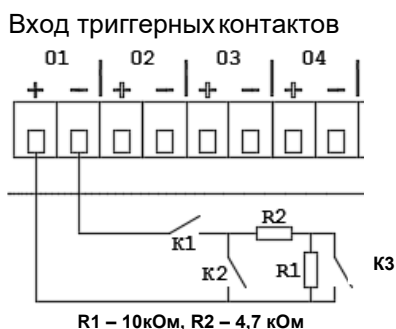 Вход триггерных контактов
01 02 03 04
+ - + - + - + -
R2
K1
K2 R1 K3
R1 – 10кОм, R2 – 4,7 кОм